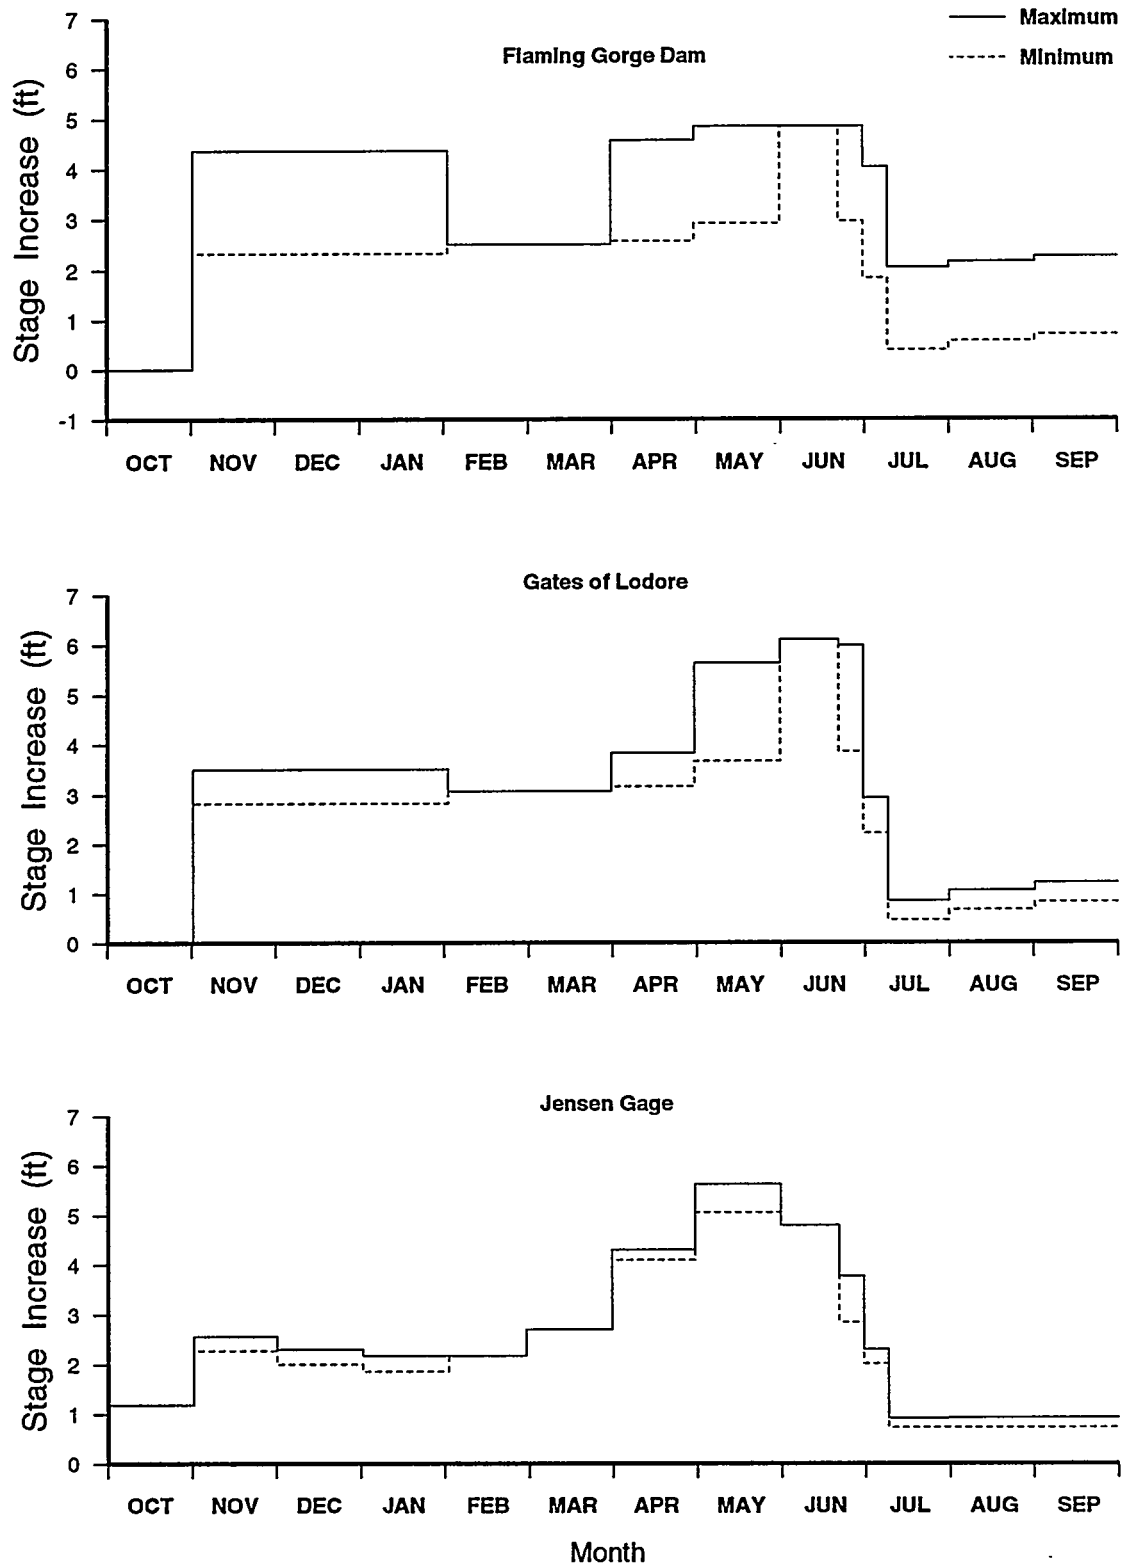 Maximum
Minimum
Flaming Gorge Dam
Stage Increase (ft)
7
6
5
4
3
2
1
0
-1
OCT NOV DEC JAN FEB MAR APR MAY JUN JUL AUG SEP
Gates of Lodore
Stage Increase (ft)
7
6
5
4
3
2
1
0
OCT NOV DEC JAN FEB MAR APR MAY JUN JUL AUG SEP
Jensen Gage
Stage Increase (ft)
7
6
5
4
3
2
1
0
OCT NOV DEC JAN FEB MAR APR MAY JUN JUL AUG SEP
Month